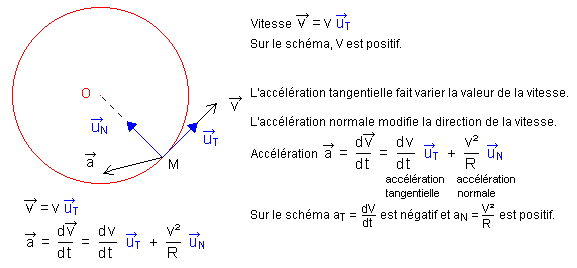 Vitesse V⃗ = v u⃗T
Sur le schéma, V est positif.
O
V⃗
L'accélération tangentielle fait varier la valeur de la vitesse.
u⃗N
u⃗T
L'accélération normale modifie la direction de la vitesse.
a⃗
M
Accélération a⃗ = dv⃗/dt = dv/dt u⃗T + v²/R u⃗N
accélération tangentielle
accélération normale
V⃗ = v u⃗T
Sur le schéma aT = dV/dt est négatif et aN = V²/R est positif.
a⃗ = dv⃗/dt = dv/dt u⃗T + v²/R u⃗N